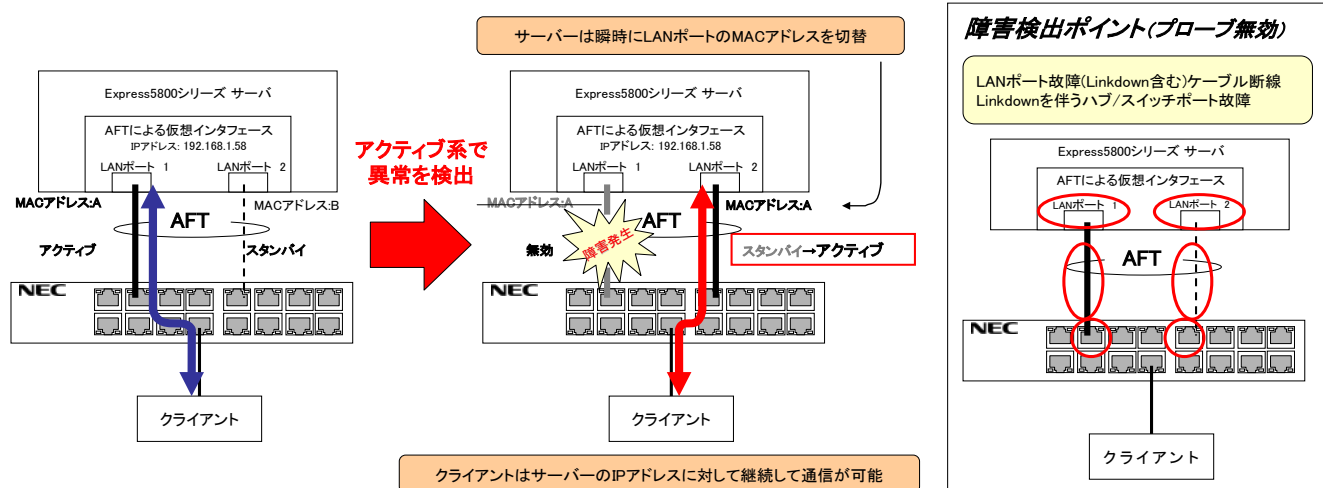 サーバーは瞬時にLANポートのMACアドレスを切替
Express5800シリーズ サーバ
AFTによる仮想インタフェース
IPアドレス: 192.168.1.58
LANポート 1
LANポート 2
MACアドレス:A
MACアドレス:B
AFT
アクティブ
スタンバイ
NEC
クライアント
アクティブ系で
異常を検出
Express5800シリーズ サーバ
AFTによる仮想インタフェース
IPアドレス: 192.168.1.58
LANポート 1
LANポート 2
MACアドレス:A
MACアドレス:A
AFT
無効
障害発生
スタンバイ→アクティブ
NEC
クライアント
クライアントはサーバーのIPアドレスに対して継続して通信が可能
障害検出ポイント(プローブ無効)
LANポート故障(Linkdown含む)ケーブル断線
Linkdownを伴うハブ/スイッチポート故障
Express5800シリーズ サーバ
AFTによる仮想インタフェース
LANポート 1
LANポート 2
AFT
NEC
クライアント